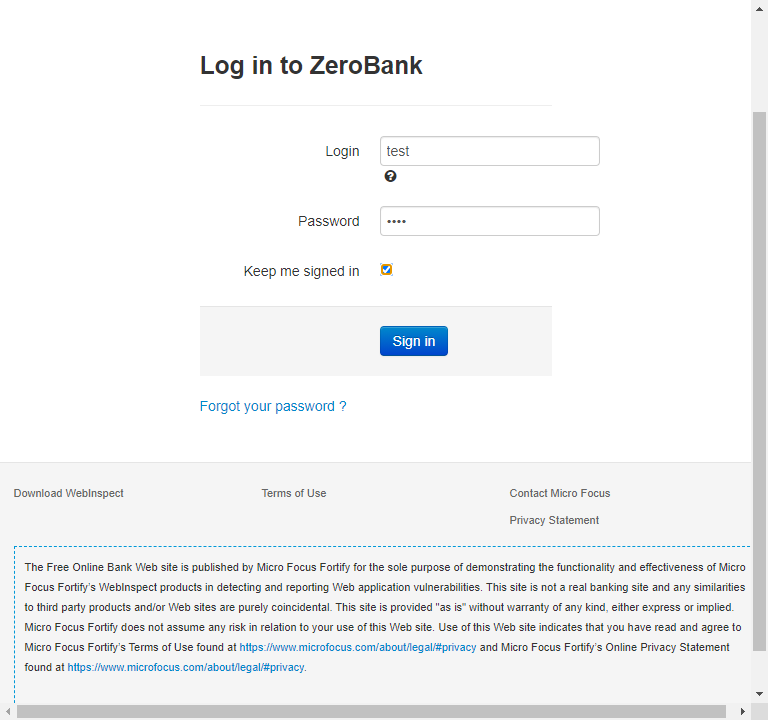 Log in to ZeroBank
Login
test
Password
••••
Keep me signed in
Sign in
Forgot your password ?
Download WebInspect
Terms of Use
Contact Micro Focus
Privacy Statement
The Free Online Bank Web site is published by Micro Focus Fortify for the sole purpose of demonstrating the functionality and effectiveness of Micro
Focus Fortify's WebInspect products in detecting and reporting Web application vulnerabilities. This site is not a real banking site and any similarities
to third party products and/or Web sites are purely coincidental. This site is provided "as is" without warranty of any kind, either express or implied.
Micro Focus Fortify does not assume any risk in relation to your use of this Web site. Use of this Web site indicates that you have read and agree to
Micro Focus Fortify's Terms of Use found at https://www.microfocus.com/about/legal/#privacy and Micro Focus Fortify's Online Privacy Statement
found at https://www.microfocus.com/about/legal/#privacy.